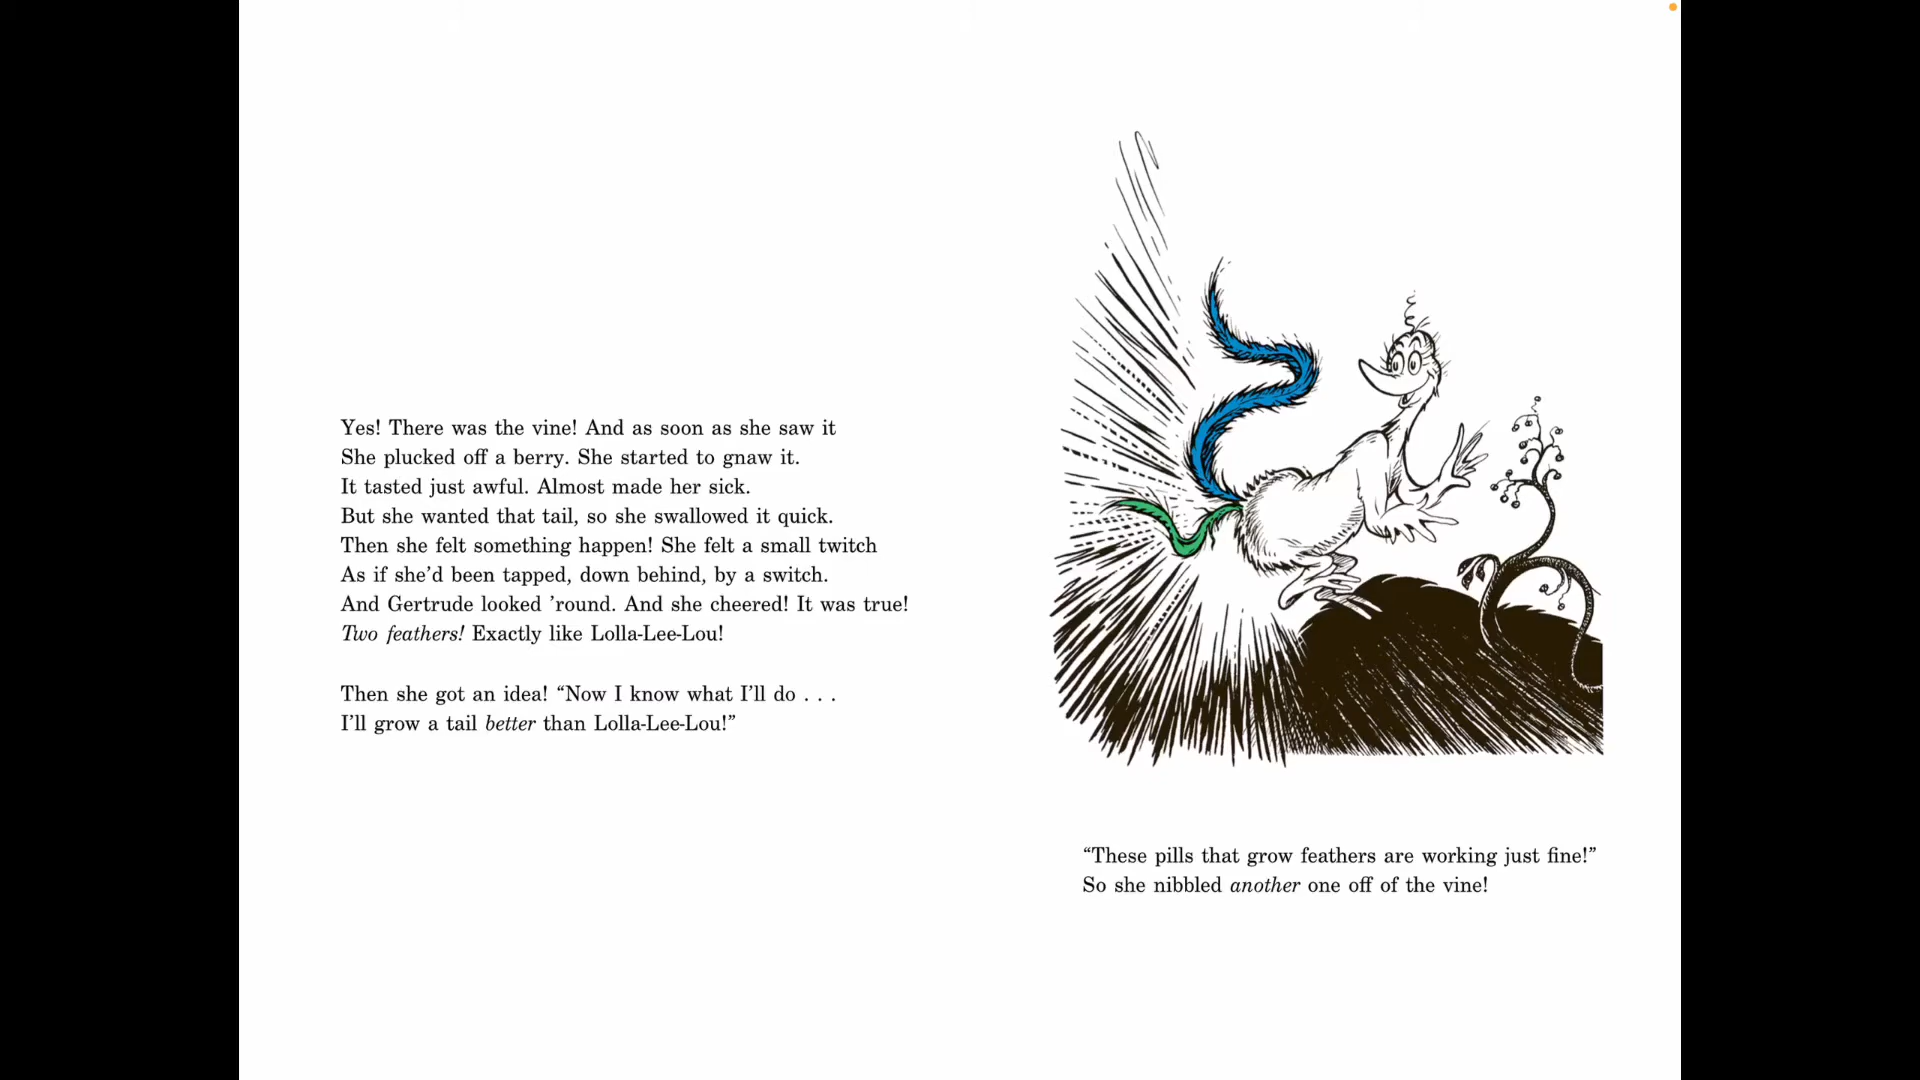 Yes! There was the vine! And as soon as she saw it
She plucked off a berry. She started to gnaw it.
It tasted just awful. Almost made her sick.
But she wanted that tail, so she swallowed it quick.
Then she felt something happen! She felt a small twitch
As if she’d been tapped, down behind, by a switch.
And Gertrude looked ’round. And she cheered! It was true!
Two feathers! Exactly like Lolla-Lee-Lou!
Then she got an idea! “Now I know what I’ll do . . .
I’ll grow a tail better than Lolla-Lee-Lou!”
“These pills that grow feathers are working just fine!”
So she nibbled another one off of the vine!